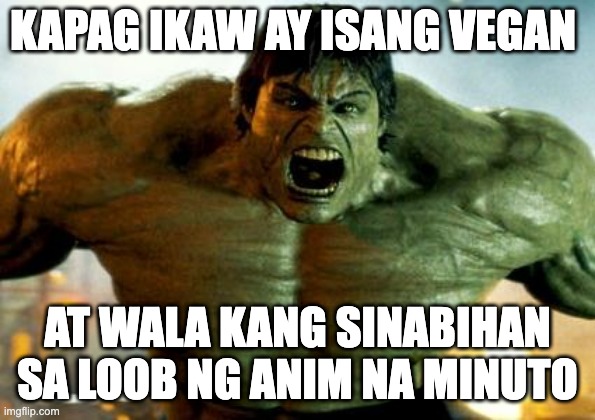 KAPAG IKAW AY ISANG VEGAN
AT WALA KANG SINABIHAN
SA LOOB NG ANIM NA MINUTO
imgflip.com